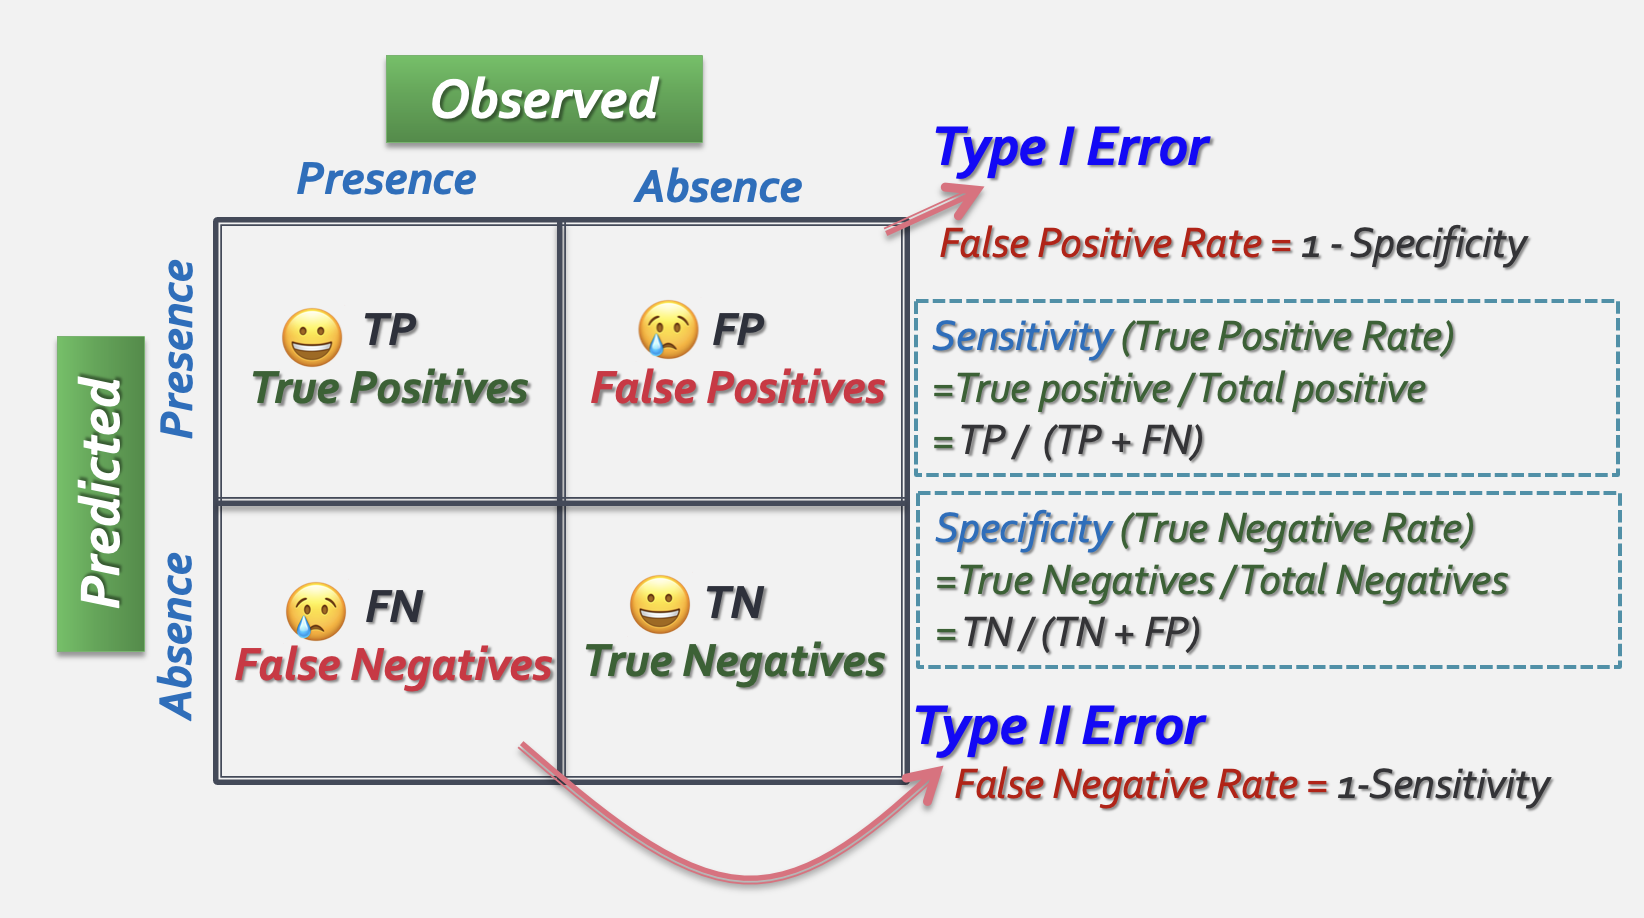 Observed
Presence
Absence
Predicted
Presence
Absence
TP
True Positives
FP
False Positives
FN
False Negatives
TN
True Negatives
Type I Error
False Positive Rate = 1 - Specificity
Sensitivity (True Positive Rate)
=True positive /Total positive
= TP / (TP + FN)
Specificity (True Negative Rate)
=True Negatives /Total Negatives
= TN /(TN + FP)
Type II Error
False Negative Rate = 1-Sensitivity